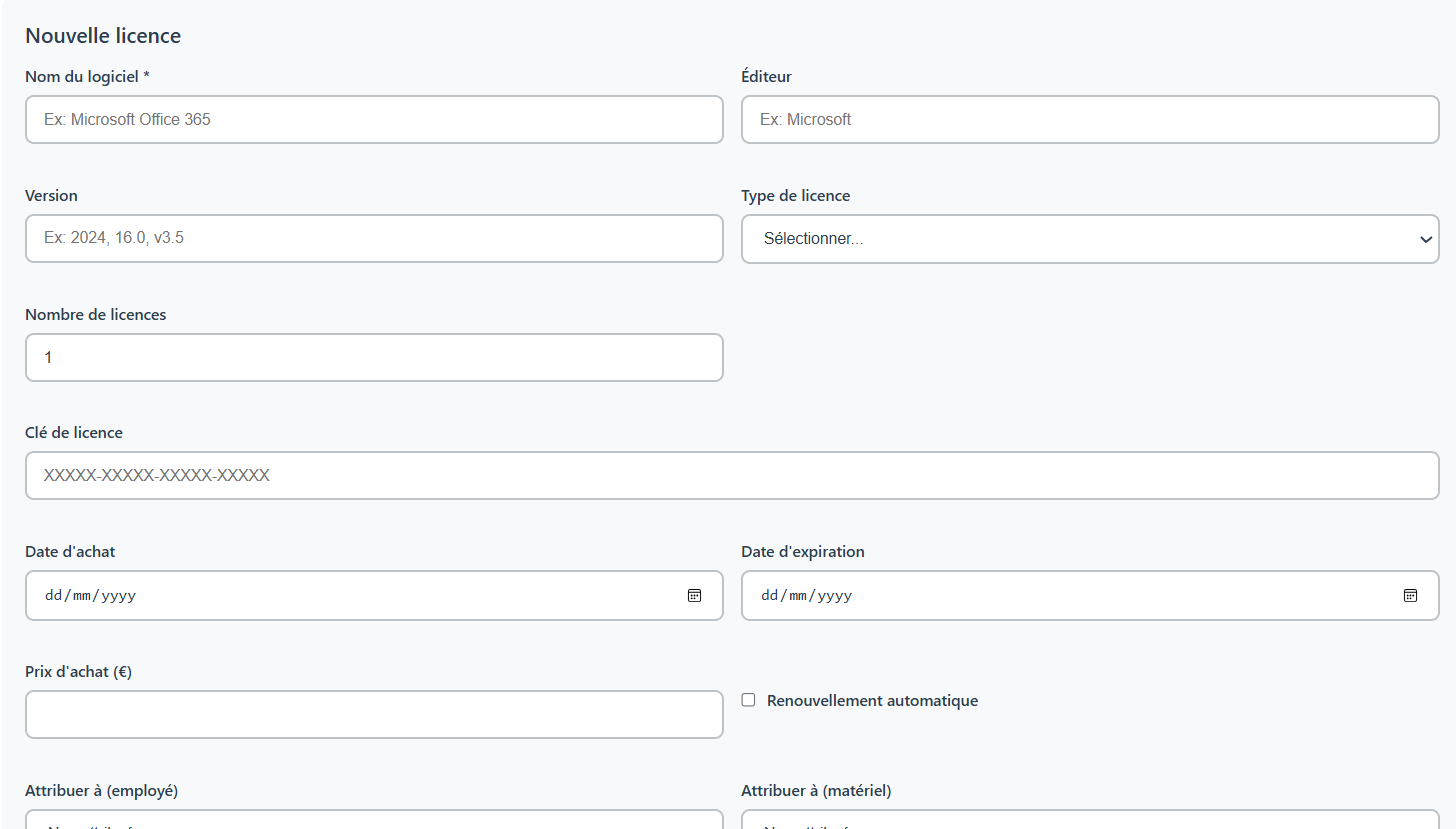 Nouvelle licence
Nom du logiciel *
Éditeur
Ex: Microsoft Office 365
Ex: Microsoft
Version
Type de licence
Ex: 2024, 16.0, v3.5
Sélectionner...
Nombre de licences
1
Clé de licence
XXXXX-XXXXX-XXXXX-XXXXX
Date d'achat
Date d'expiration
dd/mm/yyyy
dd/mm/yyyy
Prix d'achat (€)
Renouvellement automatique
Attribuer à (employé)
Attribuer à (matériel)